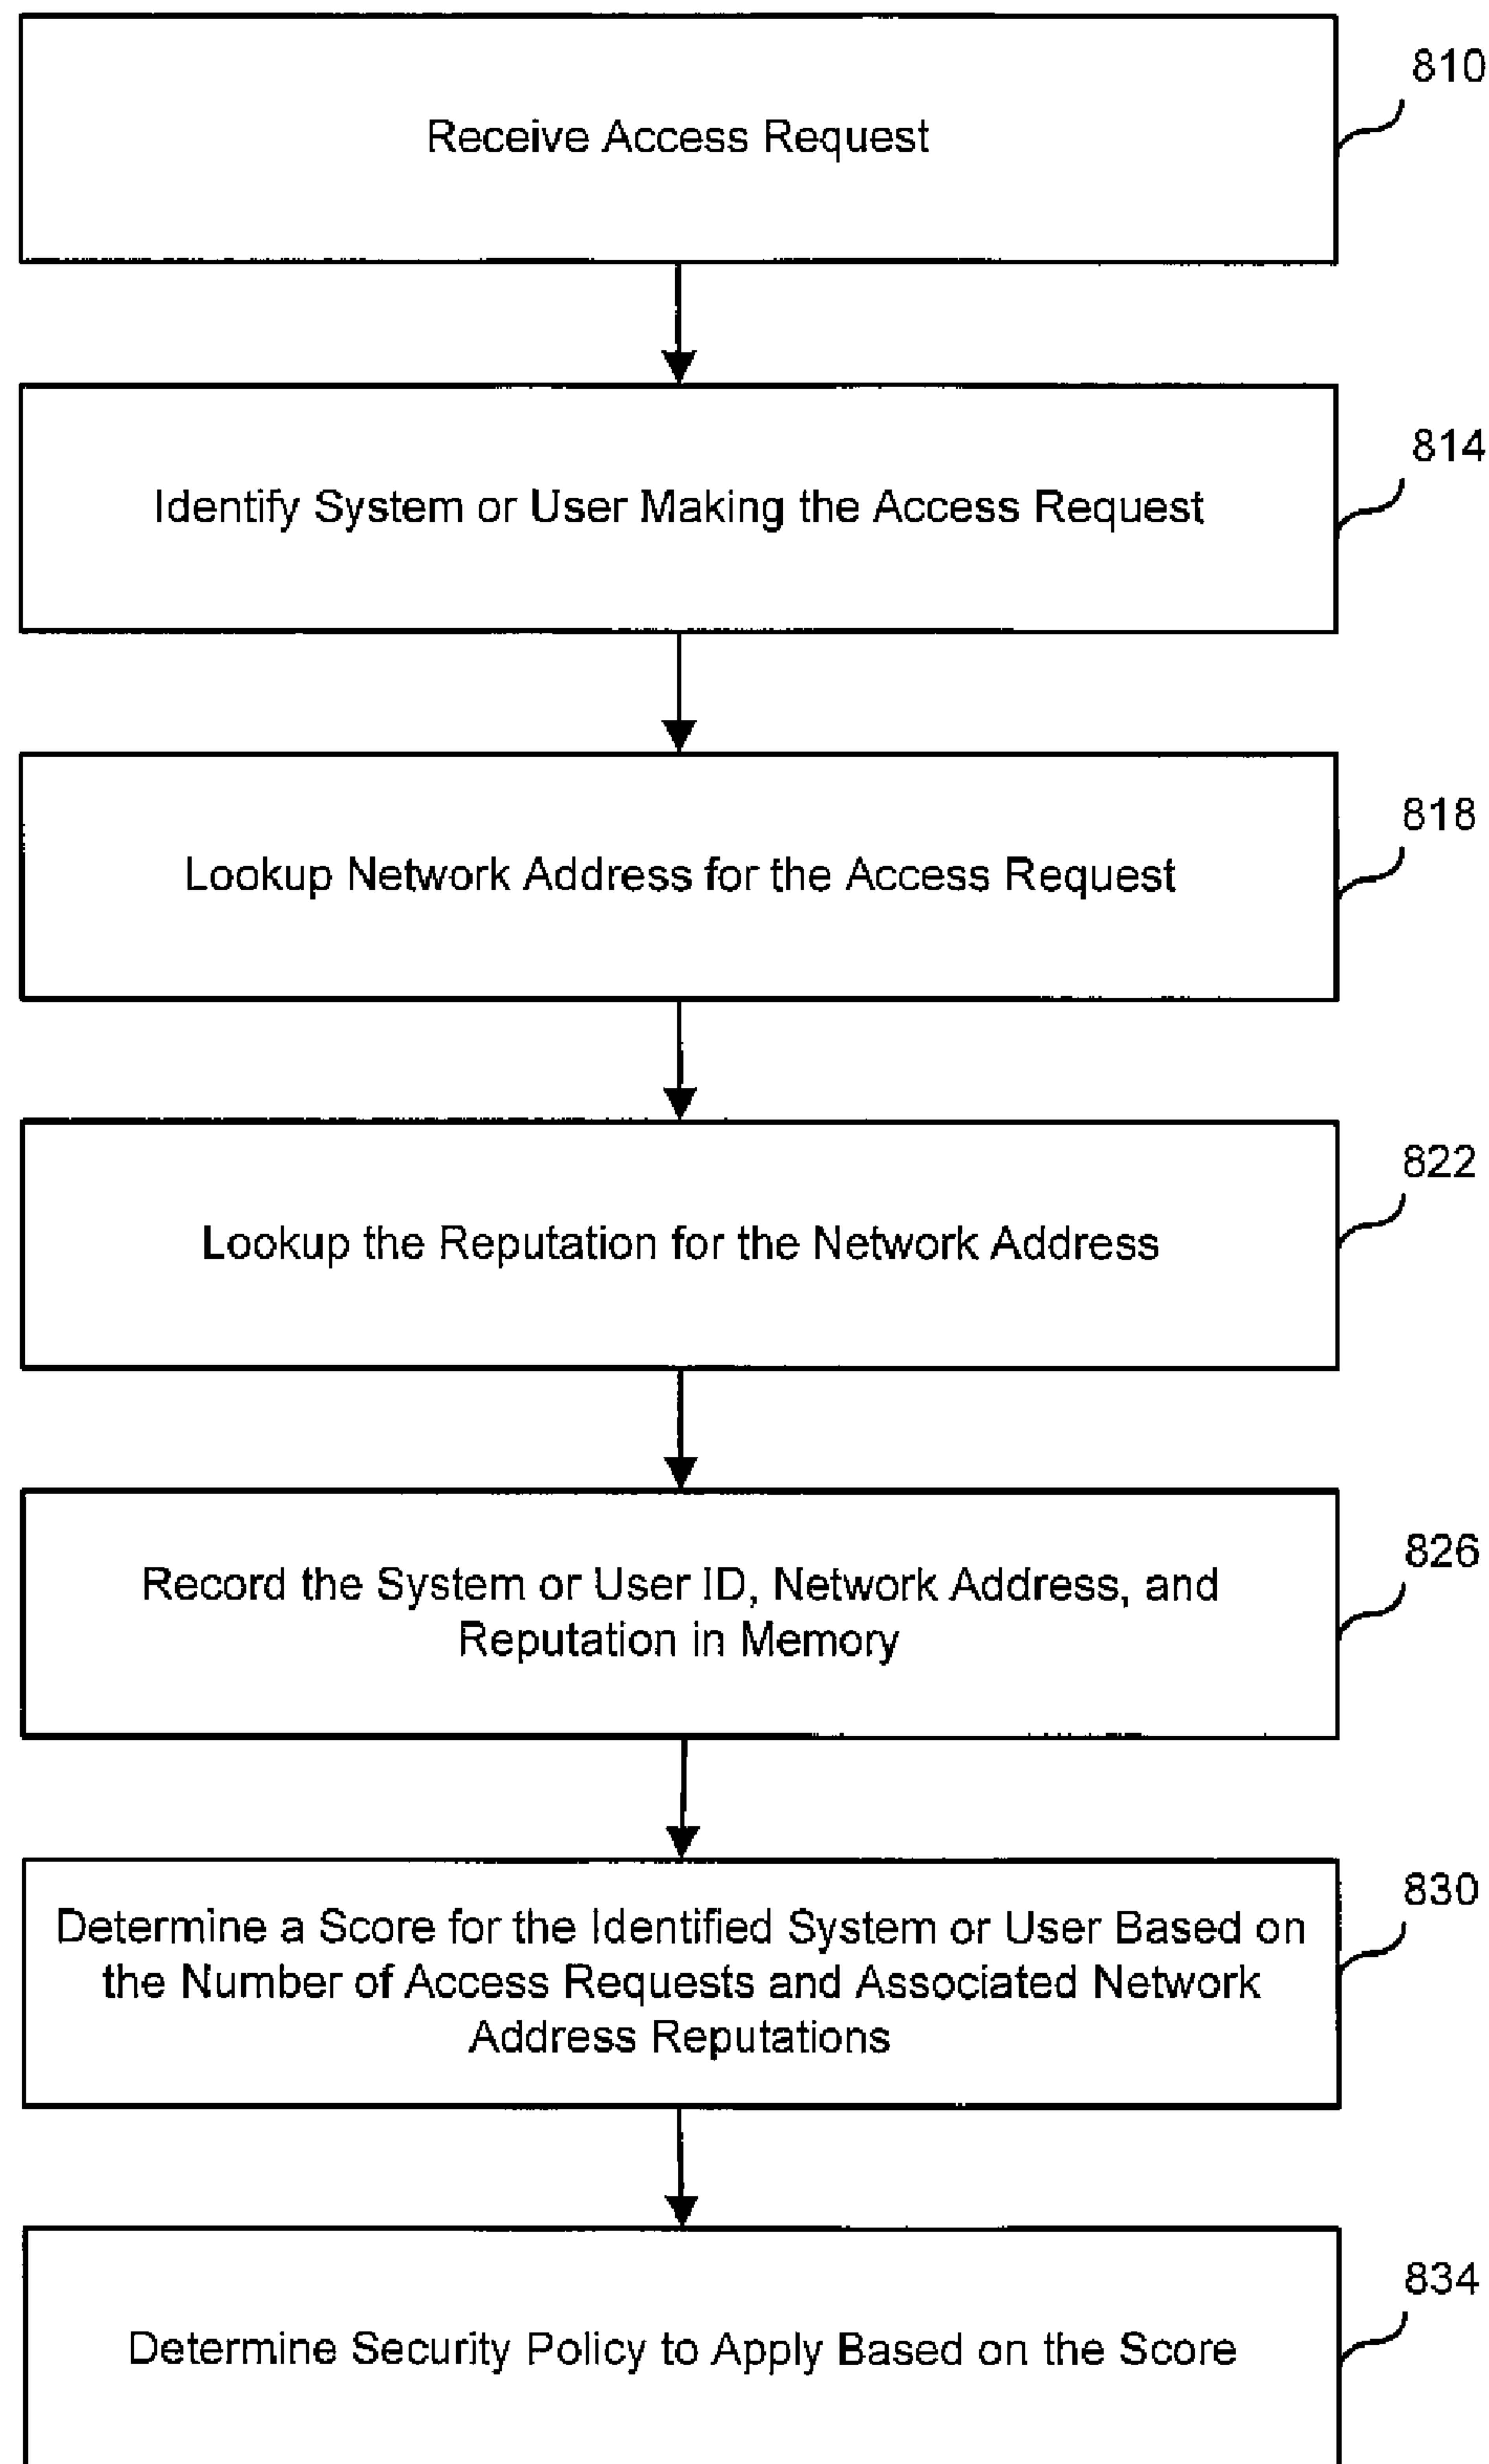 Receive Access Request
810
Identify System or User Making the Access Request
814
Lookup Network Address for the Access Request
818
Lookup the Reputation for the Network Address
822
Record the System or User ID, Network Address, and
Reputation in Memory
826
Determine a Score for the Identified System or User Based on
the Number of Access Requests and Associated Network
Address Reputations
830
Determine Security Policy to Apply Based on the Score
834